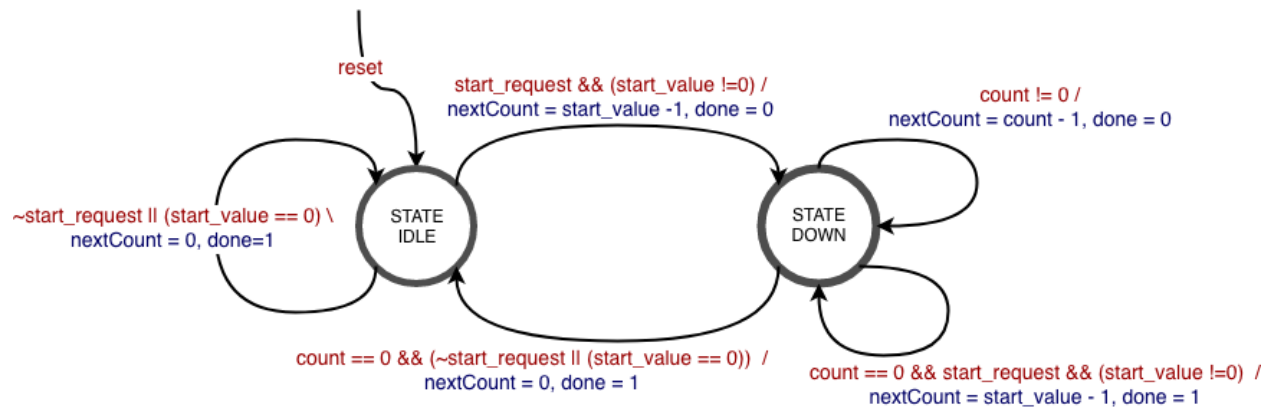 reset
start_request && (start_value !=0) /
nextCount = start_value -1, done = 0
count != 0 /
nextCount = count - 1, done = 0
~start_request || (start_value == 0) \
nextCount = 0, done=1
STATE
IDLE
STATE
DOWN
count == 0 && (~start_request || (start_value == 0)) /
nextCount = 0, done = 1
count == 0 && start_request && (start_value !=0) /
nextCount = start_value - 1, done = 1